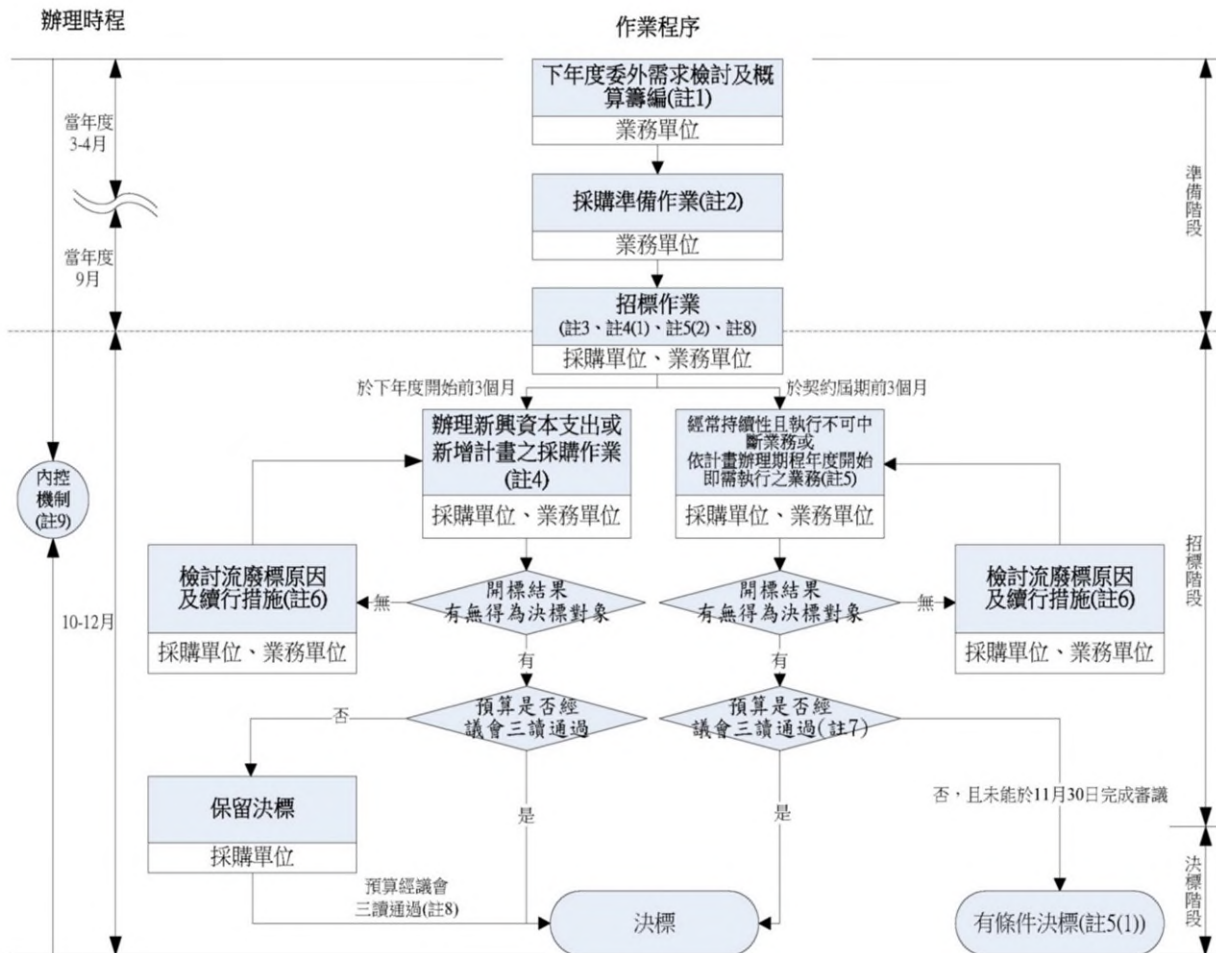 辦理時程
作業程序
下年度委外需求檢討及概
算籌編(註1)
業務單位
當年度
3-4月
採購準備作業(註2)
業務單位
準備階段
當年度
9月
招標作業
(註3、註4(1)、註5(2)、註8)
採購單位、業務單位
於下年度開始前3個月
於契約屆期前3個月
辦理新興資本支出或
新增計畫之採購作業
(註4)
採購單位、業務單位
經常持續性且執行不可中
斷業務或
依計畫辦理期程年度開始
即需執行之業務(註5)
採購單位、業務單位
內控
機制
(註9)
招標階段
檢討流廢標原因
及續行措施(註6)
採購單位、業務單位
無
開標結果
有無得為決標對象
開標結果
有無得為決標對象
無
檢討流廢標原因
及續行措施(註6)
採購單位、業務單位
10-12月
有
有
否
預算是否經
議會三讀通過
預算是否經
議會三讀通過(註7)
保留決標
採購單位
是
是
否，且未能於11月30日完成審議
預算經議會
三讀通過(註8)
決標
有條件決標(註5(1))
決標階段